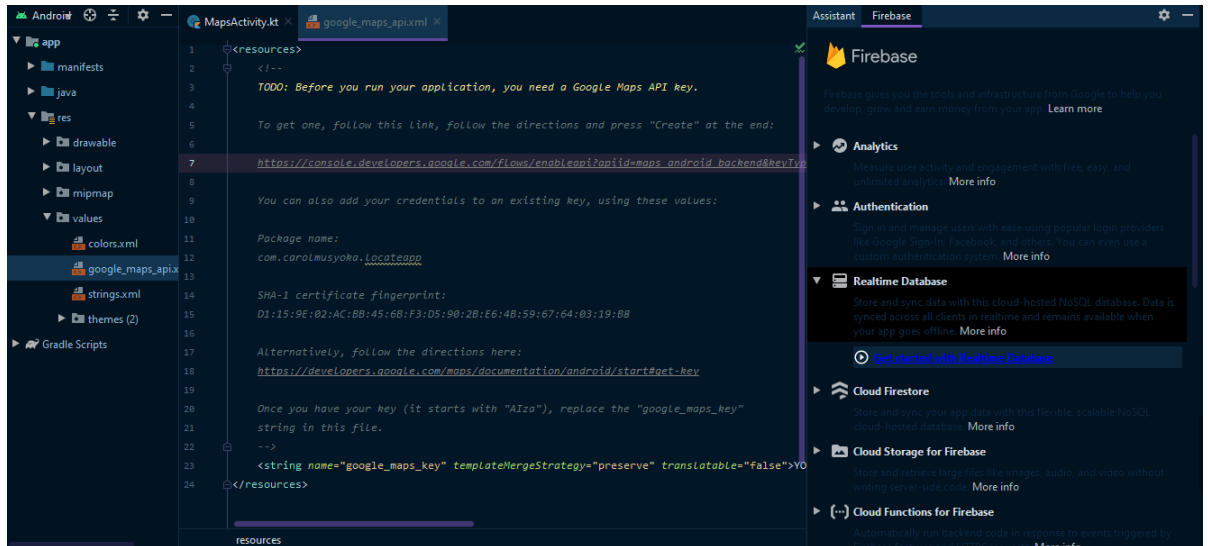 Android
app
manifests
java
res
drawable
layout
mipmap
values
colors.xml
google_maps_api.x
strings.xml
themes (2)
Gradle Scripts
MapsActivity.kt
google_maps_api.xml
1 <resources>
2 <!--
3 TODO: Before you run your application, you need a Google Maps API key.
4
5 To get one, follow this link, follow the directions and press "Create" at the end:
6
7 https://console.developers.google.com/flows/enableapi?apiid=maps_android_backend&keyTyp
8
9 You can also add your credentials to an existing key, using these values:
10
11 Package name:
12 com.carolmusyoka.locateapp
13
14 SHA-1 certificate fingerprint:
15 D1:15:9E:02:AC:BB:45:6B:F3:D5:90:2B:E6:4B:59:67:64:03:19:B8
16
17 Alternatively, follow the directions here:
18 https://developers.google.com/maps/documentation/android/start#get-key
19
20 Once you have your key (it starts with "AIza"), replace the "google_maps_key"
21 string in this file.
22 -->
23 <string name="google_maps_key" templateMergeStrategy="preserve" translatable="false">YO
24 </resources>
resources
Assistant Firebase
Firebase
Firebase gives you the tools and infrastructure from Google to help you
develop, grow and earn money from your app. Learn more
Analytics
Measure user activity and engagement with free, easy, and
unlimited analytics. More info
Authentication
Sign in and manage users with ease using popular login providers
like Google Sign-In, Facebook, and others. You can even use a
custom authentication system. More info
Realtime Database
Store and sync data with this cloud-hosted NoSQL database. Data is
synced across all clients in realtime and remains available when
your app goes offline. More info
Get started with Realtime Database
Cloud Firestore
Store and sync your app data with this flexible, scalable NoSQL
cloud-hosted database. More info
Cloud Storage for Firebase
Store and retrieve large files like images, audio, and video without
writing server-side code. More info
Cloud Functions for Firebase
Automatically run backend code in response to events triggered by
More info